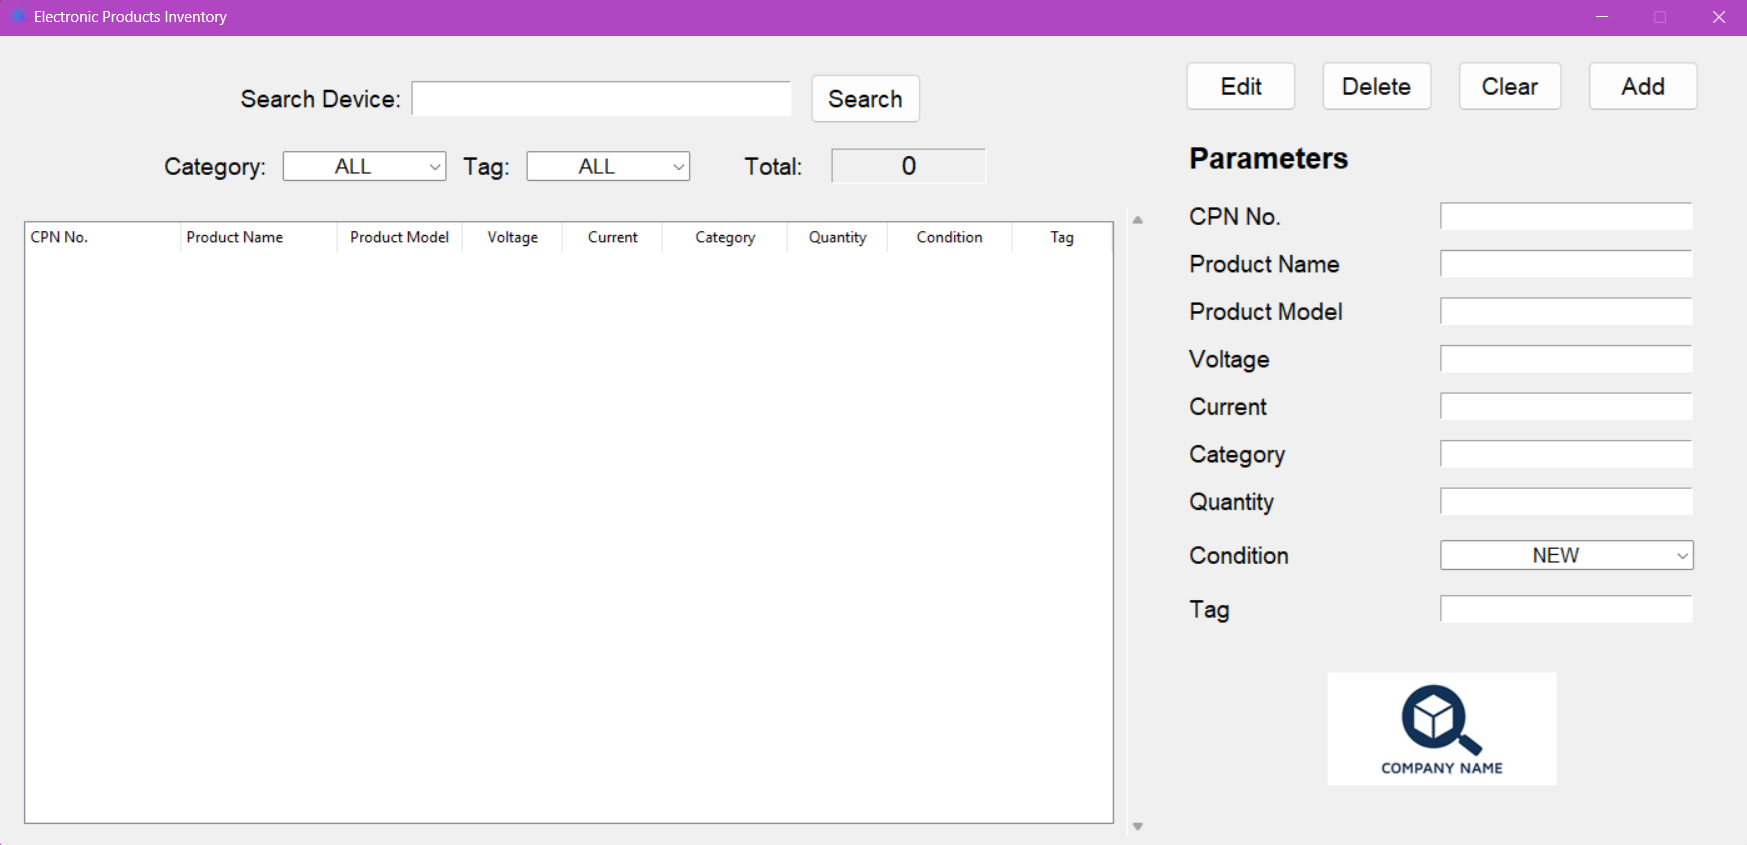 Electronic Products Inventory
Search Device:
Search
Category:
ALL
Tag:
ALL
Total:
0
CPN No.
Product Name
Product Model
Voltage
Current
Category
Quantity
Condition
Tag
Edit
Delete
Clear
Add
Parameters
CPN No.
Product Name
Product Model
Voltage
Current
Category
Quantity
Condition
NEW
Tag
COMPANY NAME